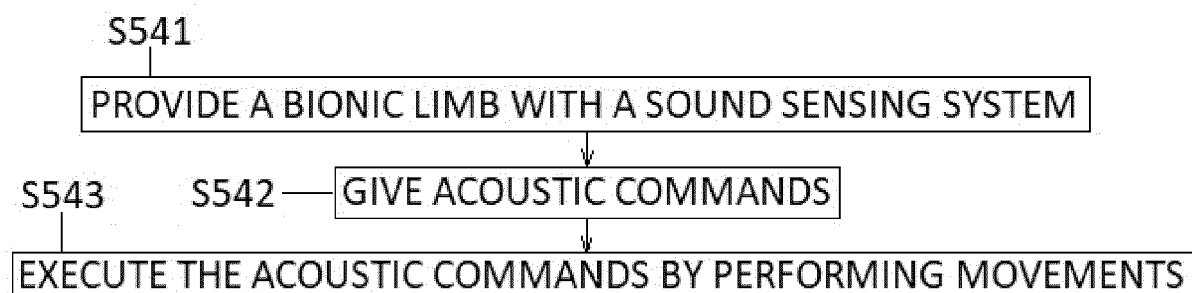 S541
PROVIDE A BIONIC LIMB WITH A SOUND SENSING SYSTEM
S542 GIVE ACOUSTIC COMMANDS
S543
EXECUTE THE ACOUSTIC COMMANDS BY PERFORMING MOVEMENTS